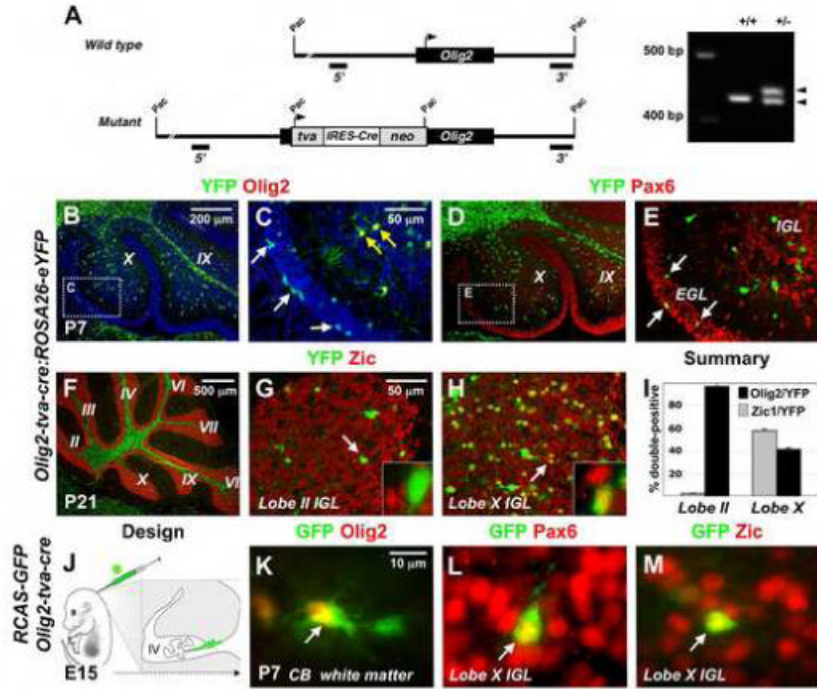 A
Wild type
Pac
Pac
Olig2
5'
3'
Mutant
Pac
Pac
Pac
Pac
tva
IRES-Cre
neo
Olig2
5'
3'
+/+
+/-
500 bp
400 bp
YFP Olig2
YFP Pax6
Olig2-tva-cre:ROSA26-eYFP
B
200 µm
X
IX
C
P7
C
50 µm
D
X
IX
E
E
IGL
EGL
YFP Zic
Summary
F
500 µm
II
III
IV
VI
VII
VI
IX
X
P21
G
50 µm
Lobe II IGL
H
Lobe X IGL
I
% double-positive
80
60
40
20
Olig2/YFP
Zic1/YFP
Lobe II
Lobe X
Design
GFP Olig2
GFP Pax6
GFP Zic
RCAS-GFP
Olig2-tva-cre
J
IV
E15
K
10 µm
P7 CB white matter
L
Lobe X IGL
M
Lobe X IGL